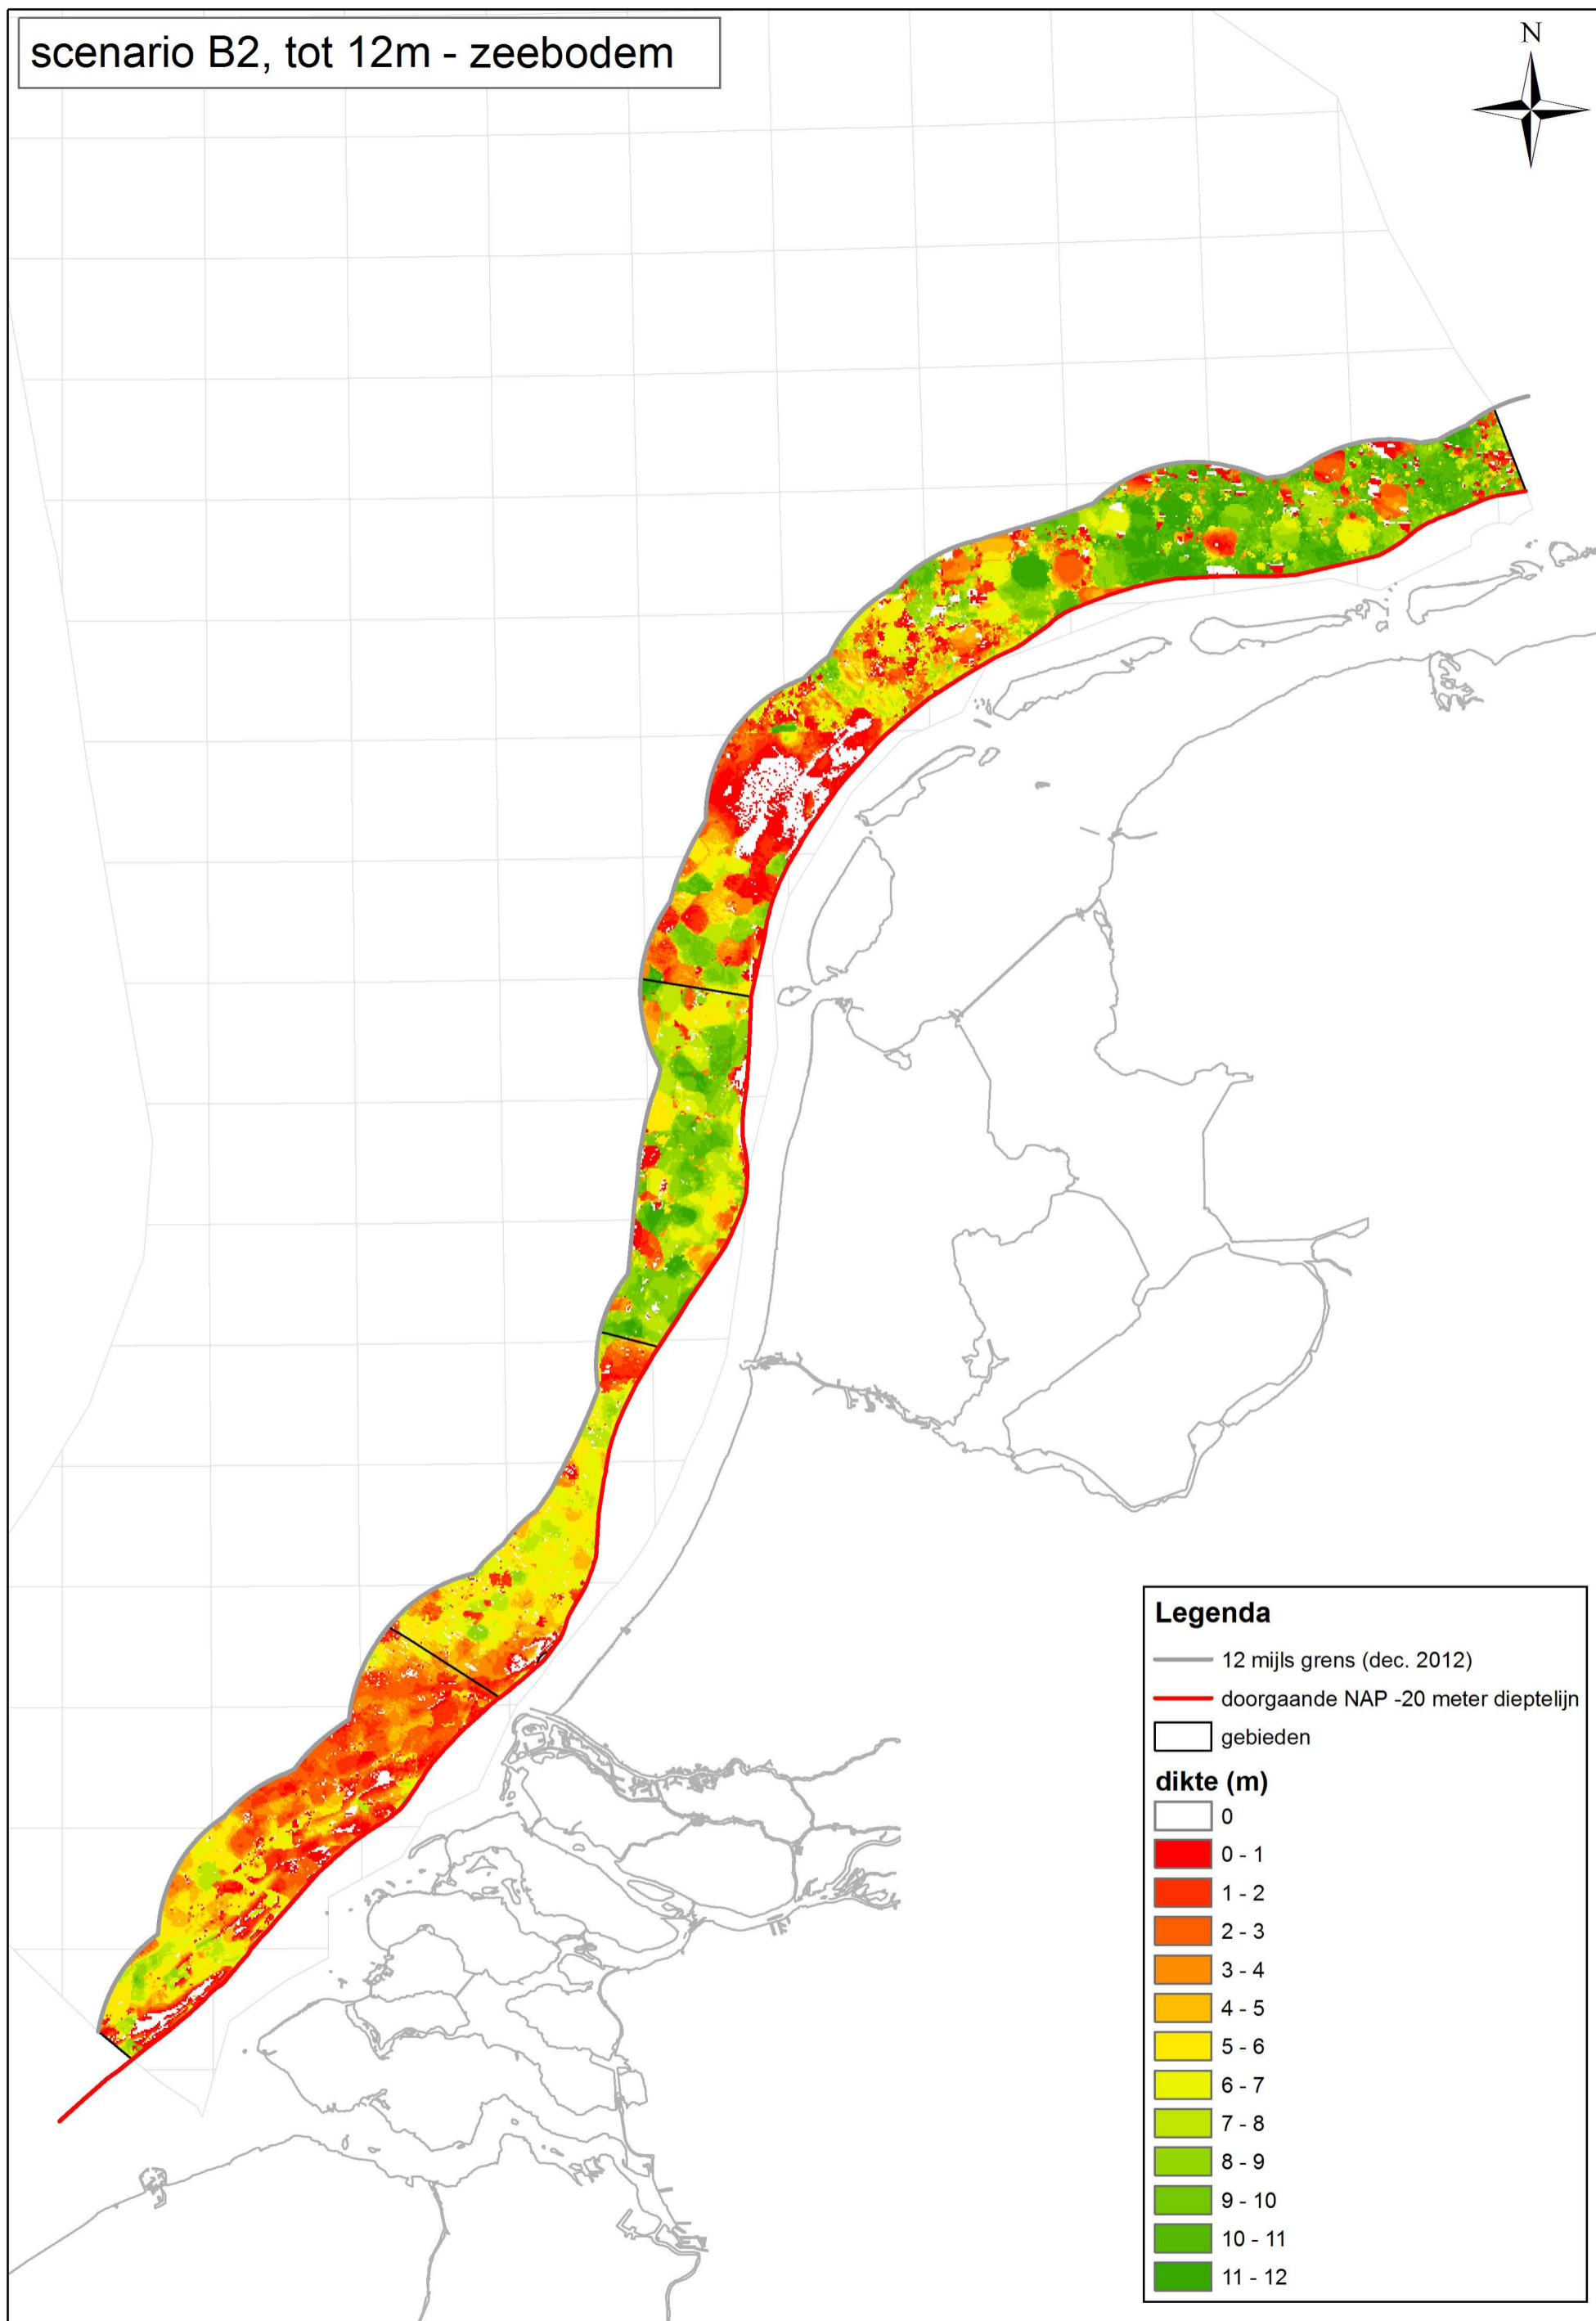 scenario B2, tot 12m - zeebodem
N
Legenda
12 mijls grens (dec. 2012)
doorgaande NAP -20 meter dieptelijn
gebieden
dikte (m)
0
0 - 1
1 - 2
2 - 3
3 - 4
4 - 5
5 - 6
6 - 7
7 - 8
8 - 9
9 - 10
10 - 11
11 - 12